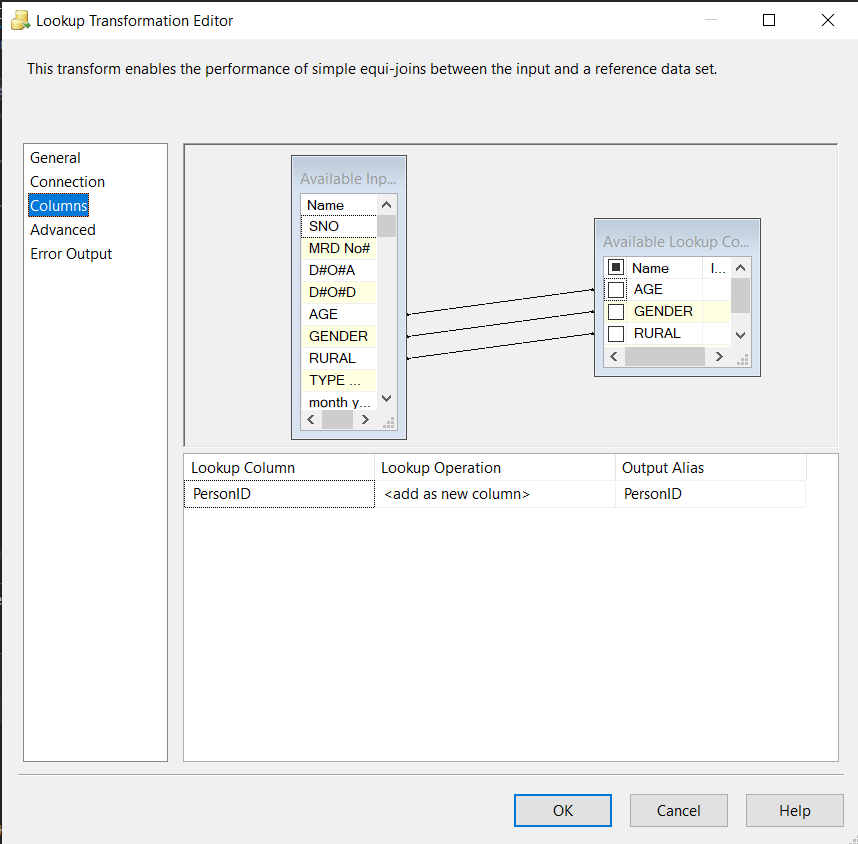 Lookup Transformation Editor
This transform enables the performance of simple equi-joins between the input and a reference data set.
General
Connection
Columns
Advanced
Error Output
Available Inp...
Name
SNO
MRD No#
D#O#A
D#O#D
AGE
GENDER
RURAL
TYPE ...
month y...
Available Lookup Co...
Name I...
AGE
GENDER
RURAL
Lookup Column Lookup Operation Output Alias
PersonID <add as new column> PersonID
OK Cancel Help